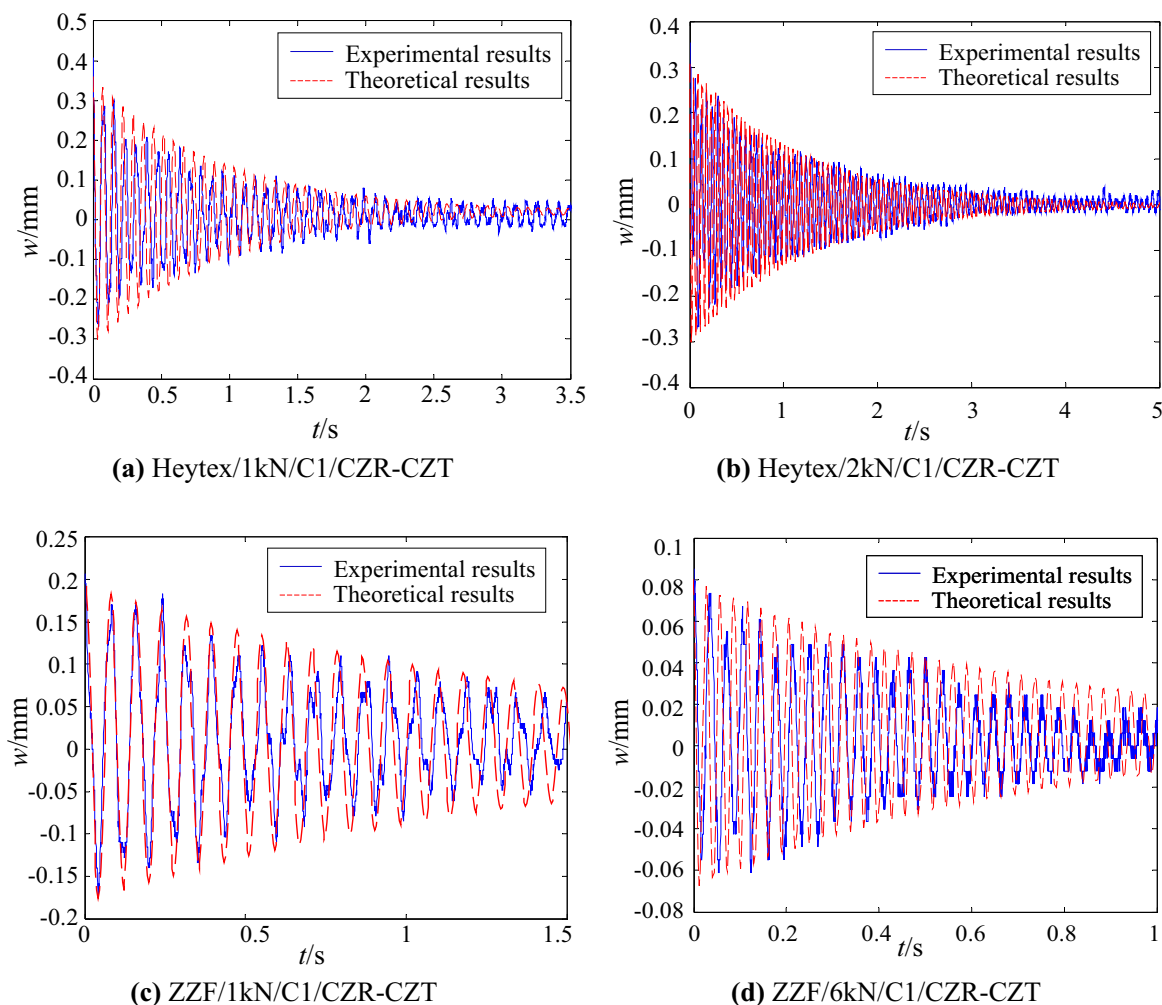 0.5
0.4
0.3
0.2
0.1
0
-0.1
-0.2
-0.3
-0.4
w/mm
Experimental results
Theoretical results
0 0.5 1 1.5 2 2.5 3 3.5
t/s
(a) Heytex/1kN/C1/CZR-CZT
0.4
0.3
0.2
0.1
0
-0.1
-0.2
-0.3
-0.4
w/mm
Experimental results
Theoretical results
0 1 2 3 4 5
t/s
(b) Heytex/2kN/C1/CZR-CZT
0.25
0.2
0.15
0.1
0.05
0
-0.05
-0.1
-0.15
-0.2
w/mm
Experimental results
Theoretical results
0 0.5 1 1.5
t/s
(c) ZZF/1kN/C1/CZR-CZT
0.1
0.08
0.06
0.04
0.02
0
-0.02
-0.04
-0.06
-0.08
w/mm
Experimental results
Theoretical results
0 0.2 0.4 0.6 0.8 1
t/s
(d) ZZF/6kN/C1/CZR-CZT